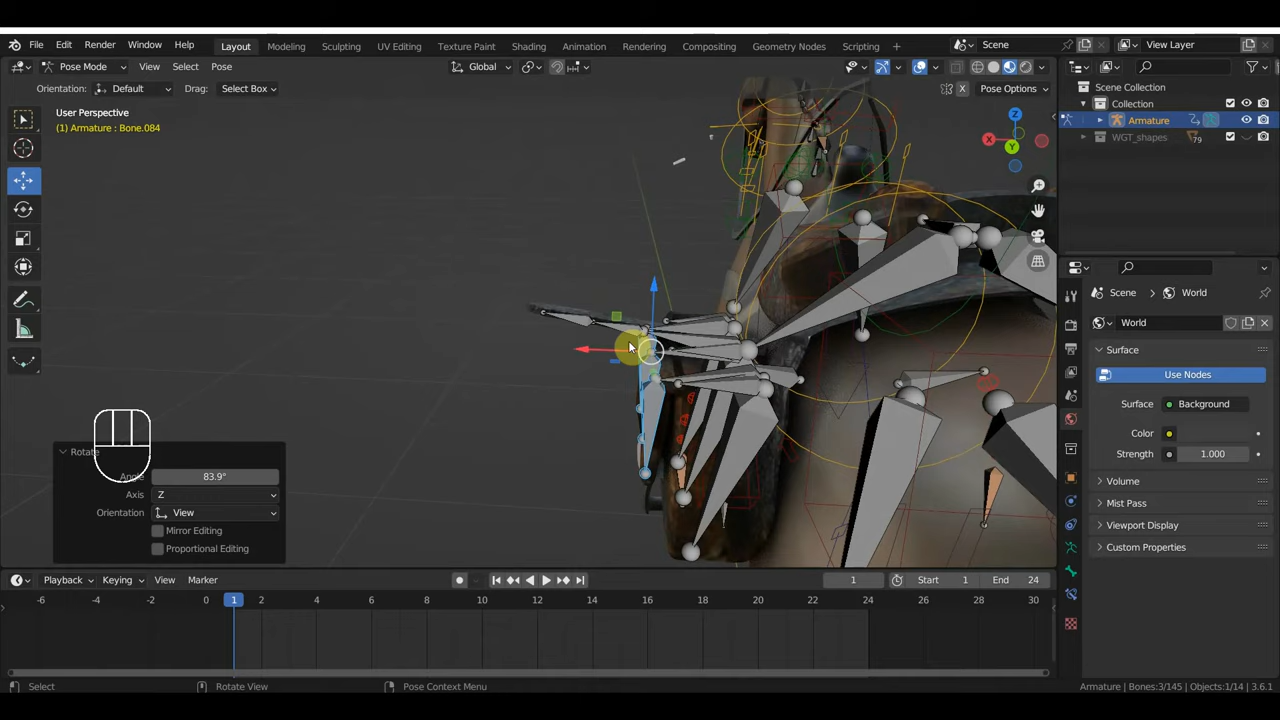 File Edit Render Window Help Layout Modeling Sculpting UV Editing Texture Paint Shading Animation Rendering Compositing Geometry Nodes Scripting + Scene View Layer
Pose Mode View Select Pose Global
Orientation: Default Drag: Select Box X Pose Options
User Perspective
(1) Armature : Bone.084
Scene Collection
Collection
Armature
WGT_shapes 79
Z
X
Y
Scene World
World
Surface
Use Nodes
Surface Background
Color
Strength 1.000
Volume
Mist Pass
Viewport Display
Custom Properties
Rotate
Angle 83.9°
Axis Z
Orientation View
Mirror Editing
Proportional Editing
Playback Keying View Marker 1 Start 1 End 24
-6 -4 -2 0 1 2 4 6 8 10 12 14 16 18 20 22 24 26 28 30
Select Rotate View Pose Context Menu Armature | Bones:3/145 | Objects:1/14 | 3.6.1